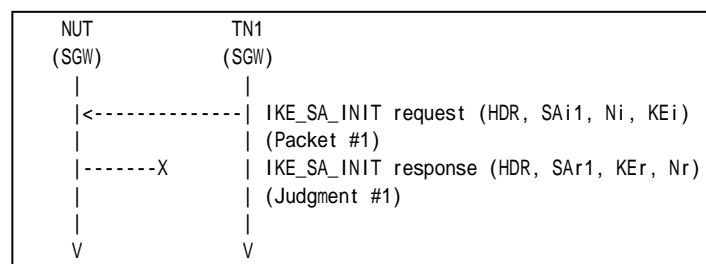 NUT TN1
(SGW) (SGW)
| |
|<--------------| IKE_SA_INIT request (HDR, SAi1, Ni, KEi)
| | (Packet #1)
|-------X | IKE_SA_INIT response (HDR, SAr1, KEr, Nr)
| | (Judgment #1)
| |
V V